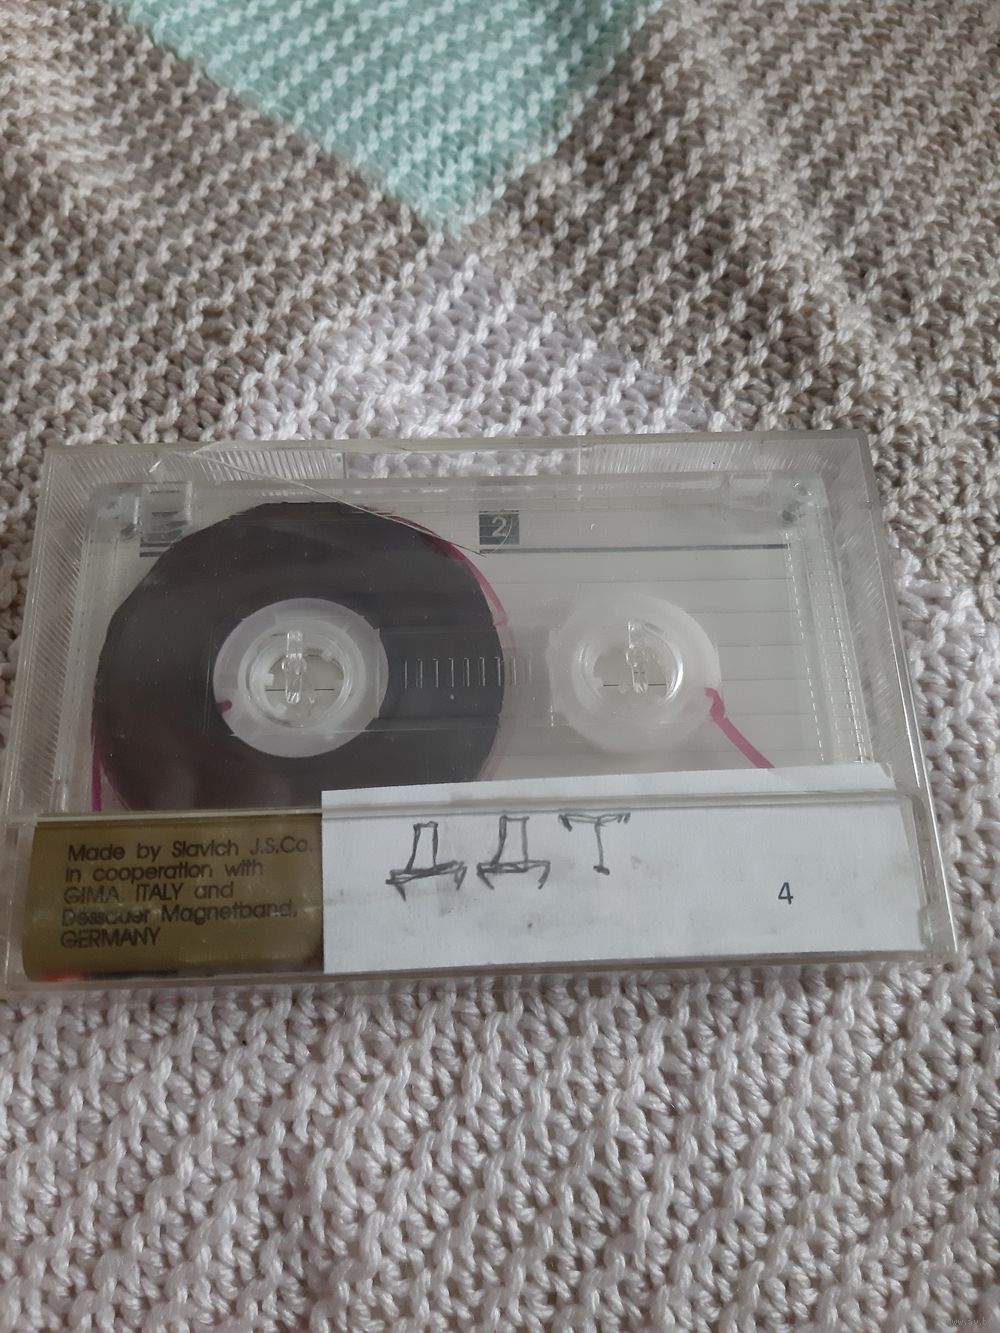 2
ДДТ
4
Made by Slavich J.S.Co.
in cooperation with
GIMA, ITALY and
Dessauer Magnetband,
GERMANY